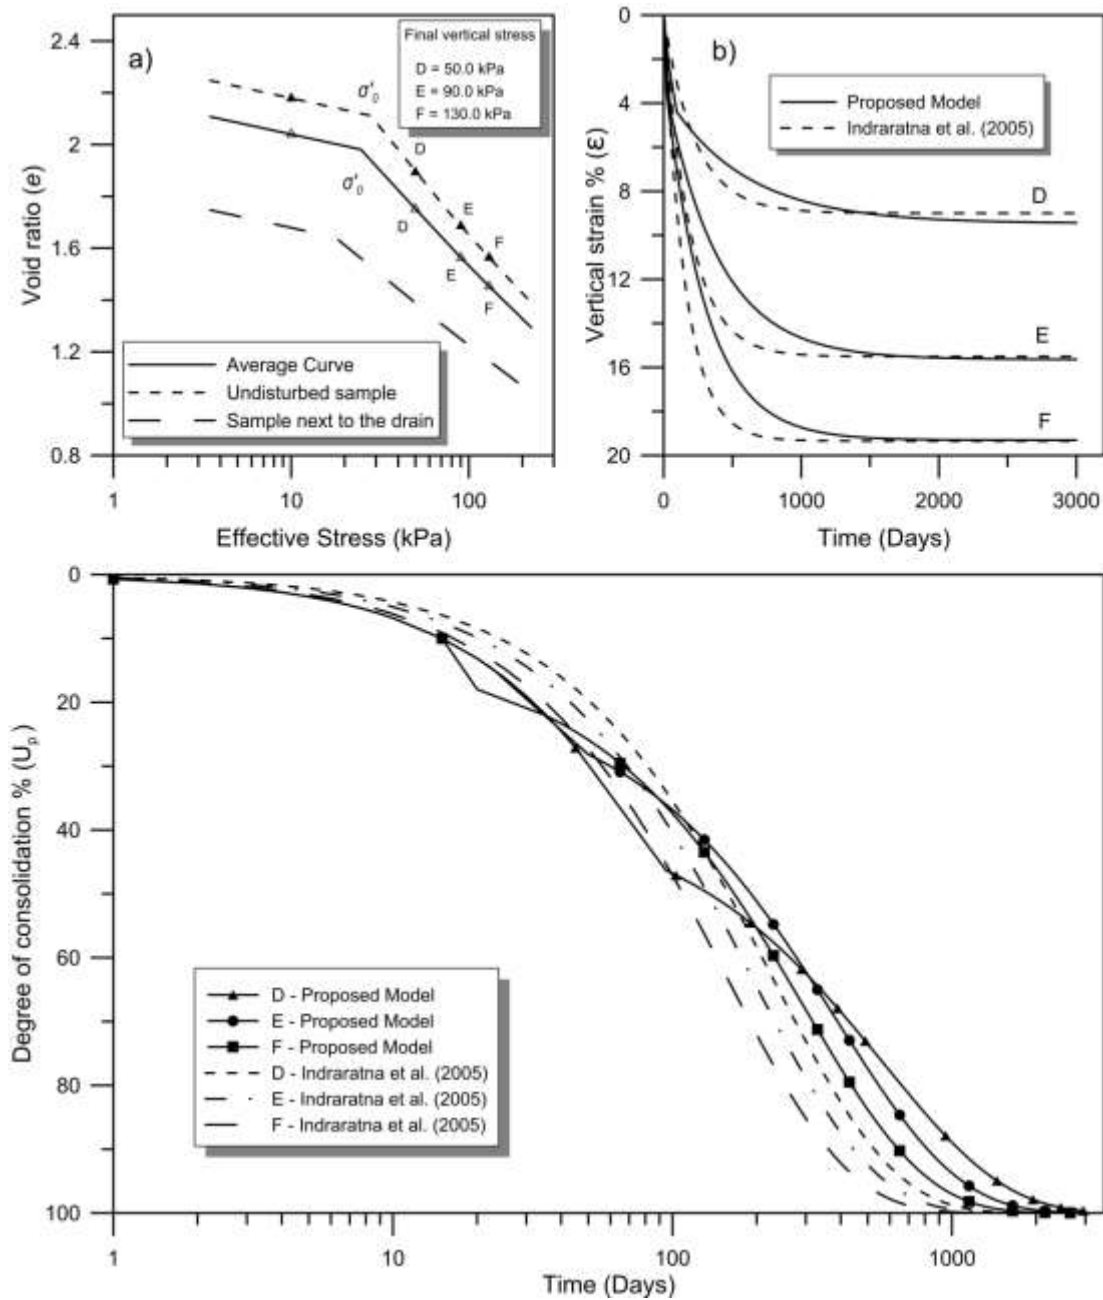 a)
Final vertical stress
D = 50.0 kPa
E = 90.0 kPa
F = 130.0 kPa
σ'₀
σ'₀
D
E
F
D
E
F
Average Curve
Undisturbed sample
Sample next to the drain
2.4
2
1.6
1.2
0.8
Void ratio (e)
1
10
100
Effective Stress (kPa)
b)
Proposed Model
Indraratna et al. (2005)
D
E
F
0
4
8
12
16
20
Vertical strain % (ε)
0
1000
2000
3000
Time (Days)
0
20
40
60
80
100
Degree of consolidation % (Uₚ)
D - Proposed Model
E - Proposed Model
F - Proposed Model
D - Indraratna et al. (2005)
E - Indraratna et al. (2005)
F - Indraratna et al. (2005)
1
10
100
1000
Time (Days)